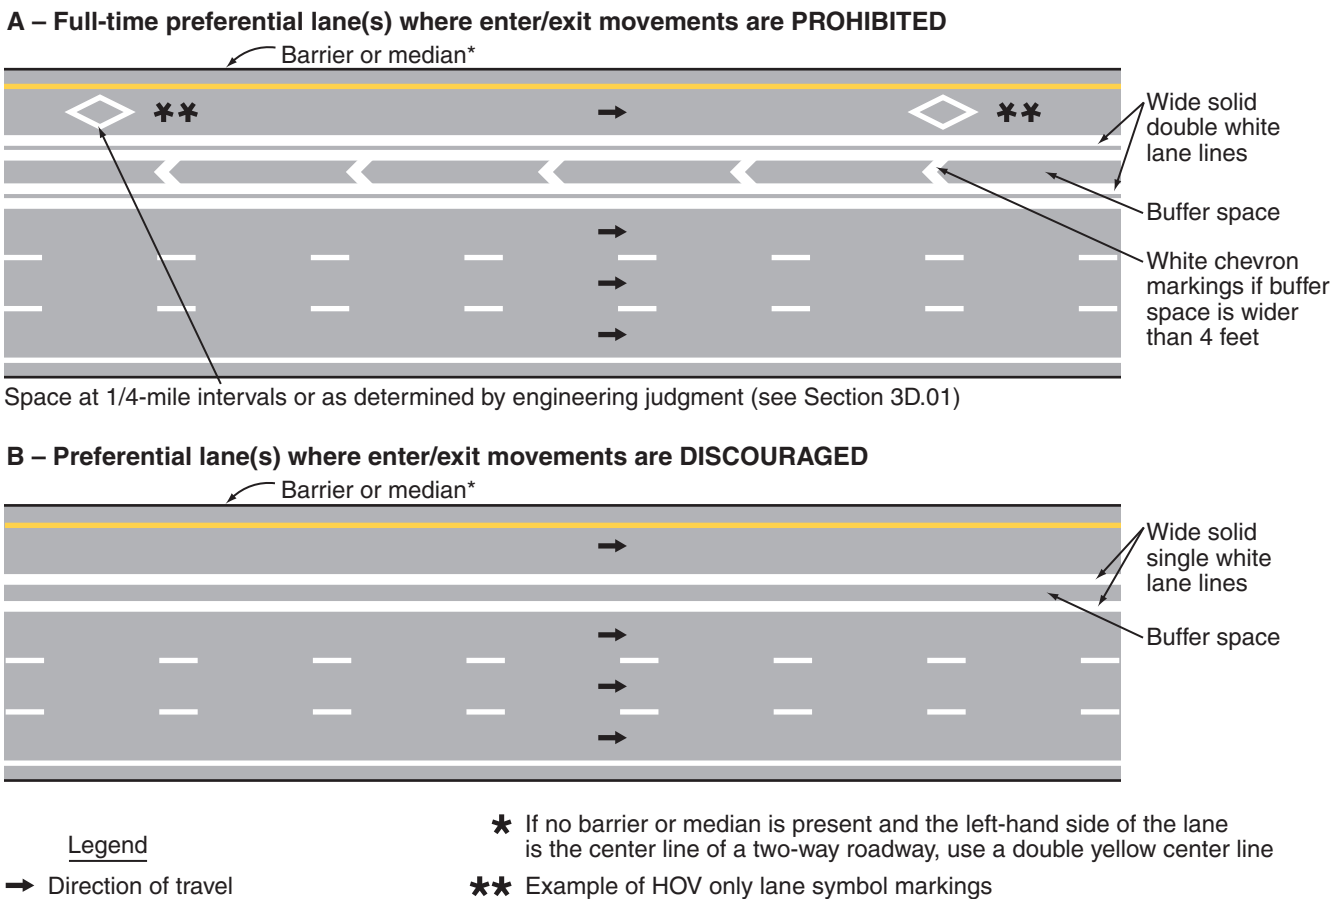 A – Full-time preferential lane(s) where enter/exit movements are PROHIBITED
Barrier or median*
**
**
Wide solid
double white
lane lines
Buffer space
White chevron
markings if buffer
space is wider
than 4 feet
Space at 1/4-mile intervals or as determined by engineering judgment (see Section 3D.01)
B – Preferential lane(s) where enter/exit movements are DISCOURAGED
Barrier or median*
Wide solid
single white
lane lines
Buffer space
Legend
Direction of travel
* If no barrier or median is present and the left-hand side of the lane
is the center line of a two-way roadway, use a double yellow center line
** Example of HOV only lane symbol markings